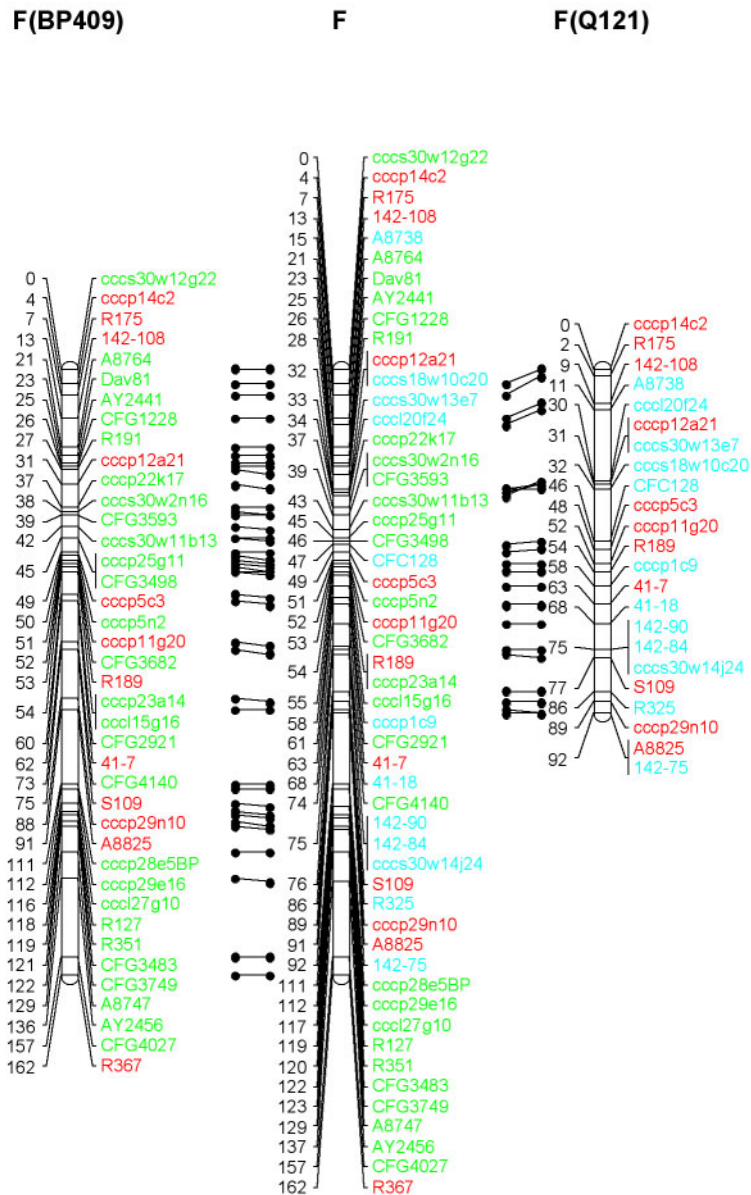 F(BP409)
0 cccs30w12g22
4 cccp14c2
7 R175
13 142-108
21 A8764
23 Dav81
25 AY2441
26 CFG1228
27 R191
31 cccp12a21
37 cccp22k17
38 cccs30w2n16
39 CFG3593
42 cccs30w11b13
45 cccp25g11
CFG3498
49 cccp5c3
50 cccp5n2
51 cccp11g20
52 CFG3682
53 R189
54 cccp23a14
cccl15g16
60 CFG2921
62 41-7
73 CFG4140
75 S109
88 cccp29n10
91 A8825
111 cccp28e5BP
112 cccp29e16
116 cccl27g10
118 R127
119 R351
121 CFG3483
122 CFG3749
129 A8747
136 AY2456
157 CFG4027
162 R367
F
0 cccs30w12g22
4 cccp14c2
7 R175
13 142-108
15 A8738
21 A8764
23 Dav81
25 AY2441
26 CFG1228
28 R191
32 cccp12a21
cccs18w10c20
33 cccs30w13e7
34 cccl20f24
37 cccp22k17
39 cccs30w2n16
CFG3593
43 cccs30w11b13
45 cccp25g11
46 CFG3498
47 CFC128
49 cccp5c3
51 cccp5n2
52 cccp11g20
53 CFG3682
54 R189
cccp23a14
55 cccl15g16
58 cccp1c9
61 CFG2921
63 41-7
68 41-18
74 CFG4140
75 142-90
142-84
cccs30w14j24
76 S109
86 R325
89 cccp29n10
91 A8825
92 142-75
111 cccp28e5BP
112 cccp29e16
117 cccl27g10
119 R127
120 R351
122 CFG3483
123 CFG3749
129 A8747
137 AY2456
157 CFG4027
162 R367
F(Q121)
0 cccp14c2
2 R175
9 142-108
11 A8738
30 cccl20f24
31 cccp12a21
cccs30w13e7
32 cccs18w10c20
46 CFC128
48 cccp5c3
52 cccp11g20
54 R189
58 cccp1c9
63 41-7
68 41-18
75 142-90
142-84
cccs30w14j24
77 S109
86 R325
89 cccp29n10
92 A8825
142-75